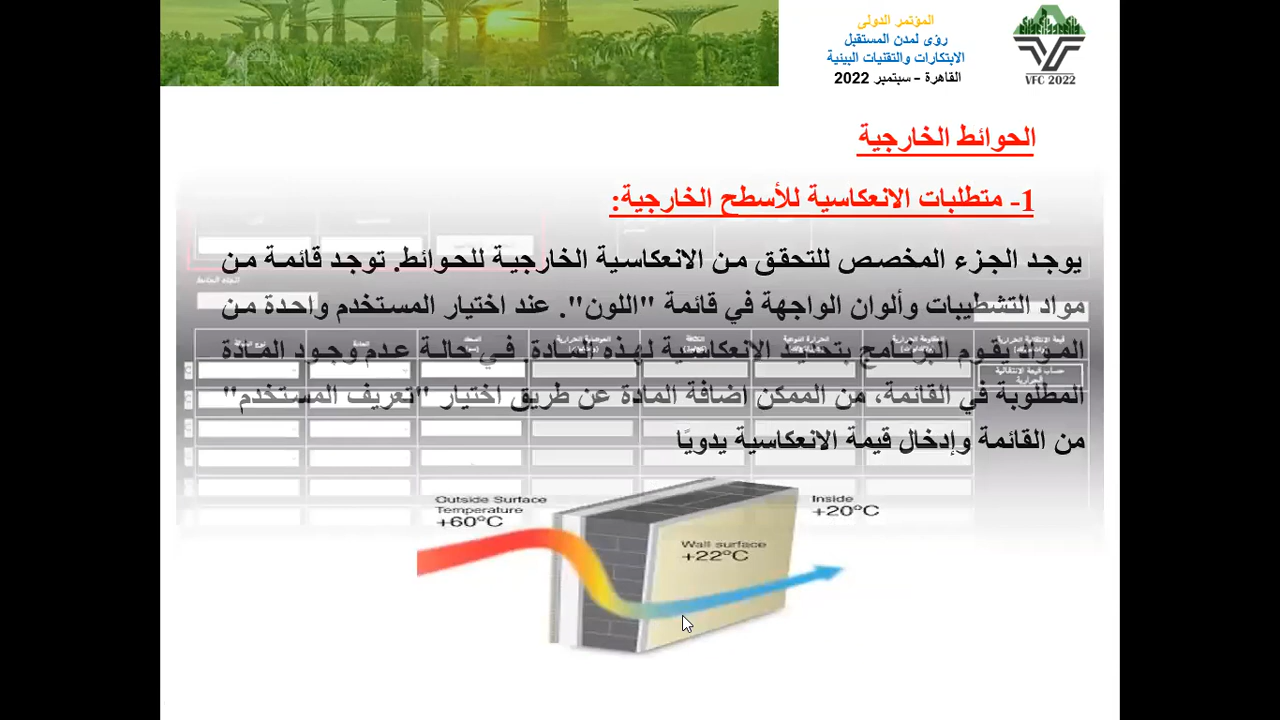 المؤتمر الدولى
رؤى لمدن المستقبل
الابتكارات والتقنيات البيئية
القاهرة – سبتمبر 2022
VFC 2022
الحوائط الخارجية
1- متطلبات الانعكاسية للأسطح الخارجية:
يوجد الجزء المخصص للتحقق من الانعكاسية الخارجية للحوائط. توجد قائمة من
مواد التشطيبات وألوان الواجهة في قائمة "اللون". عند اختيار المستخدم واحدة من
المواد يقوم البرنامج بتحديد الانعكاسية لهذه المادة. في حالة عدم وجود المادة
المطلوبة في القائمة، من الممكن اضافة المادة عن طريق اختيار "تعريف المستخدم"
من القائمة وإدخال قيمة الانعكاسية يدويًا
Outside Surface
Temperature
+60°C
Inside
+20°C
Wall surface
+22°C